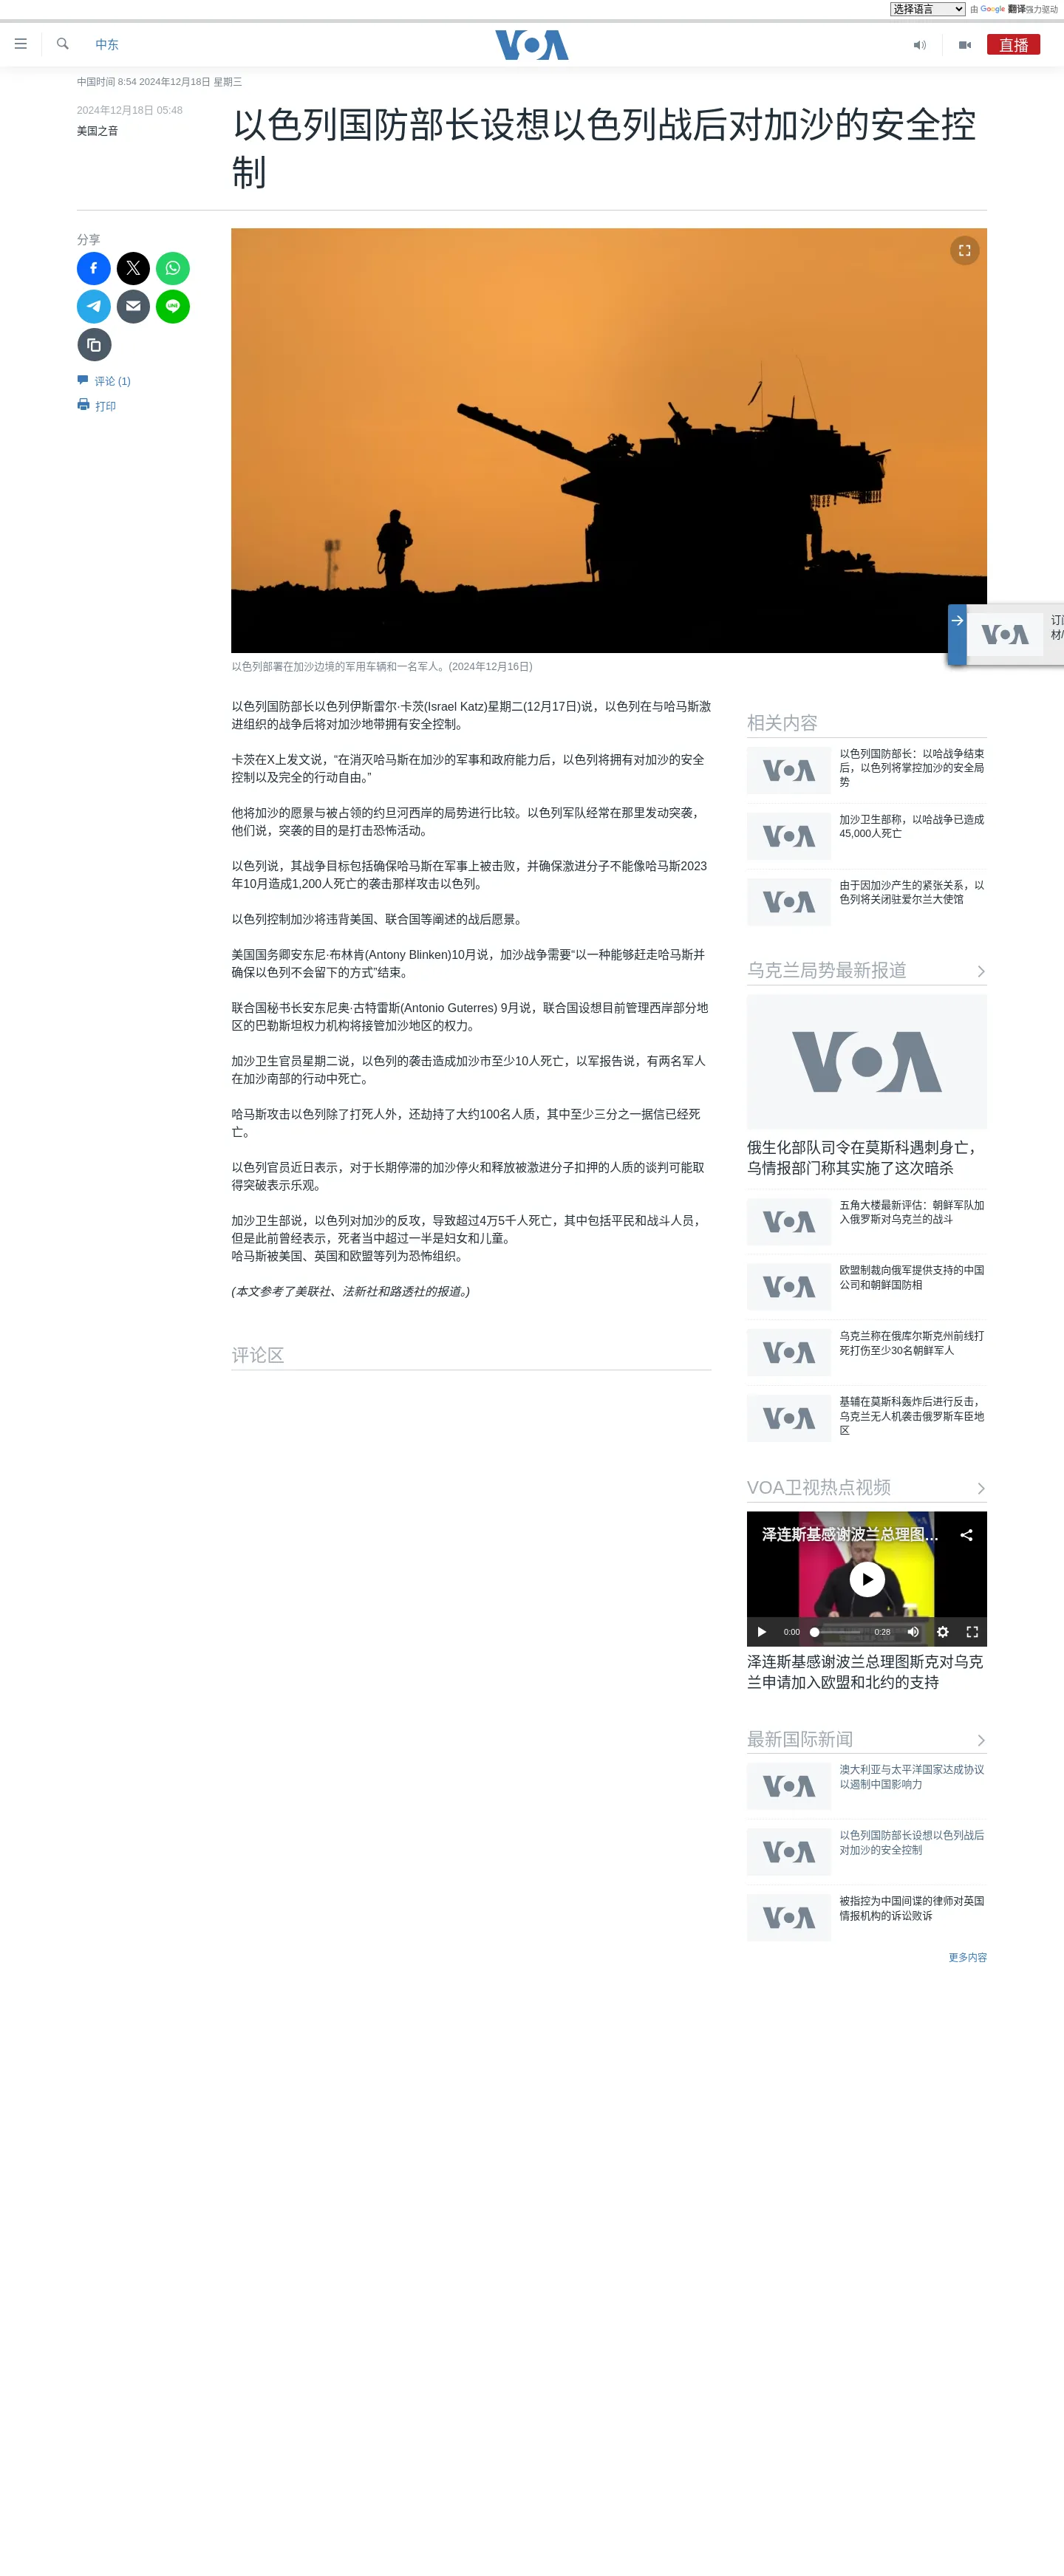 选择语言
由 Google 翻译强力驱动
中东
VOA
直播
中国时间 8:54 2024年12月18日 星期三
2024年12月18日 05:48
美国之音
以色列国防部长设想以色列战后对加沙的安全控
制
分享
LINE
评论 (1)
打印
以色列部署在加沙边境的军用车辆和一名军人。(2024年12月16日)
以色列国防部长以色列伊斯雷尔·卡茨(Israel Katz)星期二(12月17日)说，以色列在与哈马斯激
进组织的战争后将对加沙地带拥有安全控制。
卡茨在X上发文说，“在消灭哈马斯在加沙的军事和政府能力后，以色列将拥有对加沙的安全
控制以及完全的行动自由。”
他将加沙的愿景与被占领的约旦河西岸的局势进行比较。以色列军队经常在那里发动突袭，
他们说，突袭的目的是打击恐怖活动。
以色列说，其战争目标包括确保哈马斯在军事上被击败，并确保激进分子不能像哈马斯2023
年10月造成1,200人死亡的袭击那样攻击以色列。
以色列控制加沙将违背美国、联合国等阐述的战后愿景。
美国国务卿安东尼·布林肯(Antony Blinken)10月说，加沙战争需要“以一种能够赶走哈马斯并
确保以色列不会留下的方式”结束。
联合国秘书长安东尼奥·古特雷斯(Antonio Guterres) 9月说，联合国设想目前管理西岸部分地
区的巴勒斯坦权力机构将接管加沙地区的权力。
加沙卫生官员星期二说，以色列的袭击造成加沙市至少10人死亡，以军报告说，有两名军人
在加沙南部的行动中死亡。
哈马斯攻击以色列除了打死人外，还劫持了大约100名人质，其中至少三分之一据信已经死
亡。
以色列官员近日表示，对于长期停滞的加沙停火和释放被激进分子扣押的人质的谈判可能取
得突破表示乐观。
加沙卫生部说，以色列对加沙的反攻，导致超过4万5千人死亡，其中包括平民和战斗人员，
但是此前曾经表示，死者当中超过一半是妇女和儿童。
哈马斯被美国、英国和欧盟等列为恐怖组织。
(本文参考了美联社、法新社和路透社的报道。)
评论区
VOA
订阅
材/
相关内容
VOA
以色列国防部长：以哈战争结束
后，以色列将掌控加沙的安全局
势
VOA
加沙卫生部称，以哈战争已造成
45,000人死亡
VOA
由于因加沙产生的紧张关系，以
色列将关闭驻爱尔兰大使馆
乌克兰局势最新报道
VOA
俄生化部队司令在莫斯科遇刺身亡，
乌情报部门称其实施了这次暗杀
VOA
五角大楼最新评估：朝鲜军队加
入俄罗斯对乌克兰的战斗
VOA
欧盟制裁向俄军提供支持的中国
公司和朝鲜国防相
VOA
乌克兰称在俄库尔斯克州前线打
死打伤至少30名朝鲜军人
VOA
基辅在莫斯科轰炸后进行反击，
乌克兰无人机袭击俄罗斯车臣地
区
VOA卫视热点视频
泽连斯基感谢波兰总理图...
0:00
0:28
泽连斯基感谢波兰总理图斯克对乌克
兰申请加入欧盟和北约的支持
最新国际新闻
VOA
澳大利亚与太平洋国家达成协议
以遏制中国影响力
VOA
以色列国防部长设想以色列战后
对加沙的安全控制
VOA
被指控为中国间谍的律师对英国
情报机构的诉讼败诉
更多内容